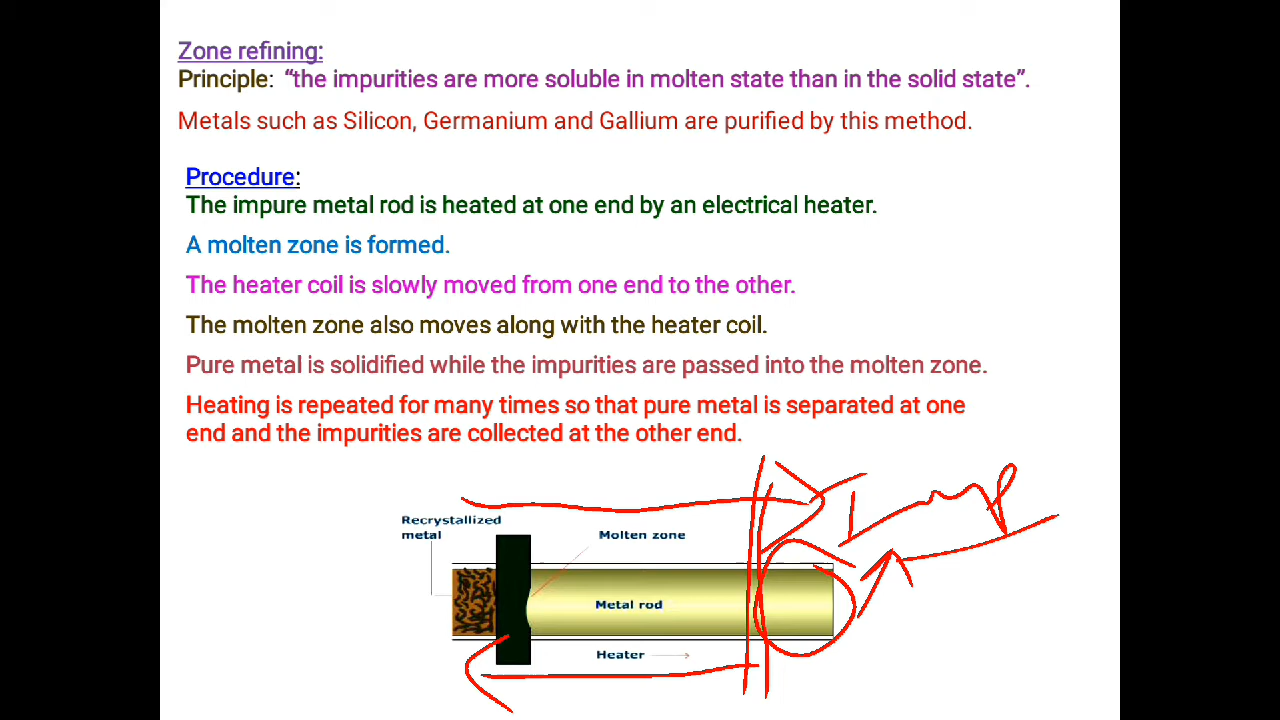 Zone refining:
Principle: “the impurities are more soluble in molten state than in the solid state”.
Metals such as Silicon, Germanium and Gallium are purified by this method.
Procedure:
The impure metal rod is heated at one end by an electrical heater.
A molten zone is formed.
The heater coil is slowly moved from one end to the other.
The molten zone also moves along with the heater coil.
Pure metal is solidified while the impurities are passed into the molten zone.
Heating is repeated for many times so that pure metal is separated at one
end and the impurities are collected at the other end.
Recrystallized
metal
Molten zone
Metal rod
Heater